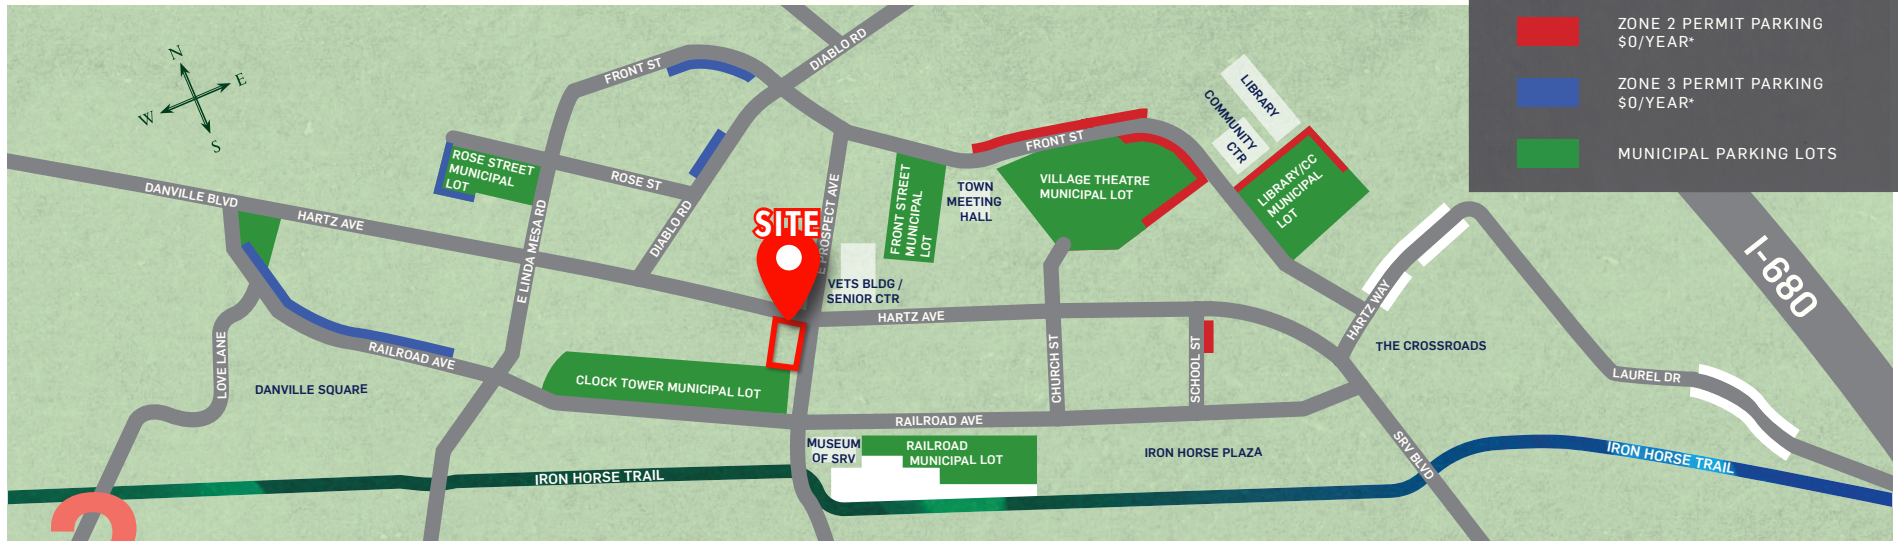 ZONE 2 PERMIT PARKING
$0/YEAR*
ZONE 3 PERMIT PARKING
$0/YEAR*
MUNICIPAL PARKING LOTS
N
E
W
S
FRONT ST
DIABLO RD
LIBRARY
COMMUNITY
CTR
FRONT ST
ROSE STREET
MUNICIPAL
LOT
ROSE ST
DANVILLE BLVD
HARTZ AVE
E LINDA MESA RD
DIABLO RD
SITE
E PROSPECT AVE
FRONT STREET
MUNICIPAL
LOT
TOWN
MEETING
HALL
VILLAGE THEATRE
MUNICIPAL LOT
LIBRARY/CC
MUNICIPAL
LOT
I-680
VETS BLDG /
SENIOR CTR
HARTZ AVE
HARTZ WAY
THE CROSSROADS
LOVE LANE
RAILROAD AVE
DANVILLE SQUARE
CLOCK TOWER MUNICIPAL LOT
CHURCH ST
SCHOOL ST
LAUREL DR
RAILROAD AVE
MUSEUM
OF SRV
RAILROAD
MUNICIPAL LOT
IRON HORSE PLAZA
SRV BLVD
IRON HORSE TRAIL
IRON HORSE TRAIL